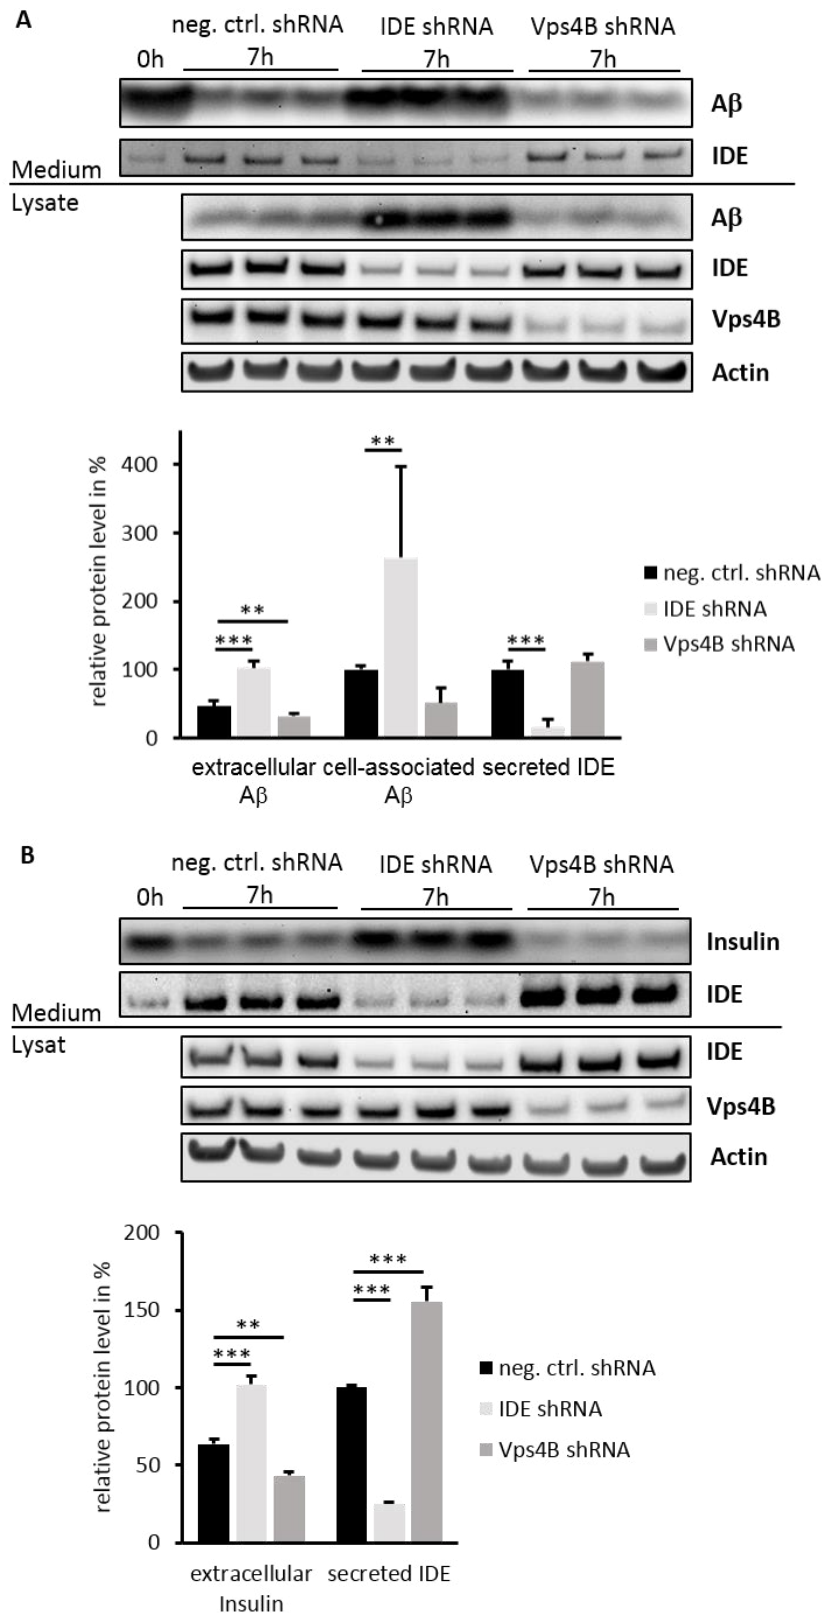 A
neg. ctrl. shRNA IDE shRNA Vps4B shRNA
0h 7h 7h 7h
Aβ
IDE
Medium
Lysate
Aβ
IDE
Vps4B
Actin
relative protein level in %
400
300
200
100
0
**
**
***
***
neg. ctrl. shRNA
IDE shRNA
Vps4B shRNA
extracellular cell-associated secreted IDE
Aβ Aβ
B
neg. ctrl. shRNA IDE shRNA Vps4B shRNA
0h 7h 7h 7h
Insulin
IDE
Medium
Lysat
IDE
Vps4B
Actin
relative protein level in %
200
150
100
50
0
***
***
**
***
neg. ctrl. shRNA
IDE shRNA
Vps4B shRNA
extracellular secreted IDE
Insulin